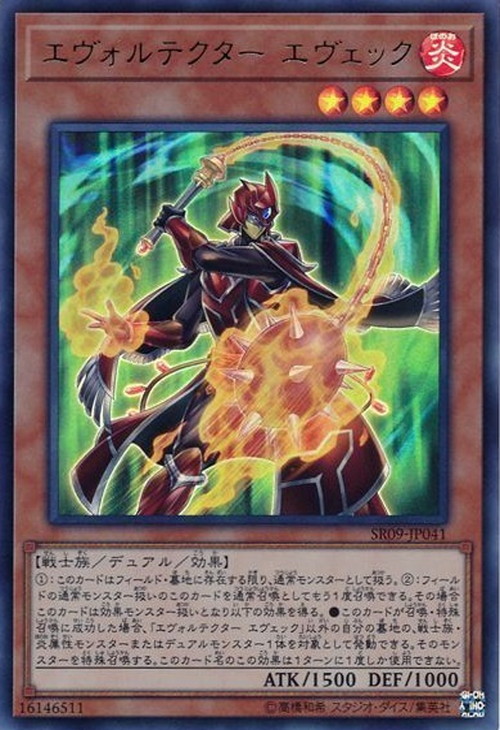 エヴォルテクター エヴェック
炎
SR09-JP041
【戦士族／デュアル／効果】
①：このカードはフィールド・墓地に存在する限り、通常モンスターとして扱う。②：フィールド
の通常モンスター扱いのこのカードを通常召喚としてもう1度召喚できる。その場合
このカードは効果モンスター扱いとなり以下の効果を得る。●このカードが召喚・特殊
召喚に成功した場合、「エヴォルテクター エヴェック」以外の自分の墓地の、戦士族・
炎属性モンスターまたはデュアルモンスター1体を対象として発動できる。そのモン
スターを特殊召喚する。このカード名のこの効果は1ターンに1度しか使用できない。
ATK/1500 DEF/1000
16146511
©高橋和希 スタジオ・ダイス/集英社